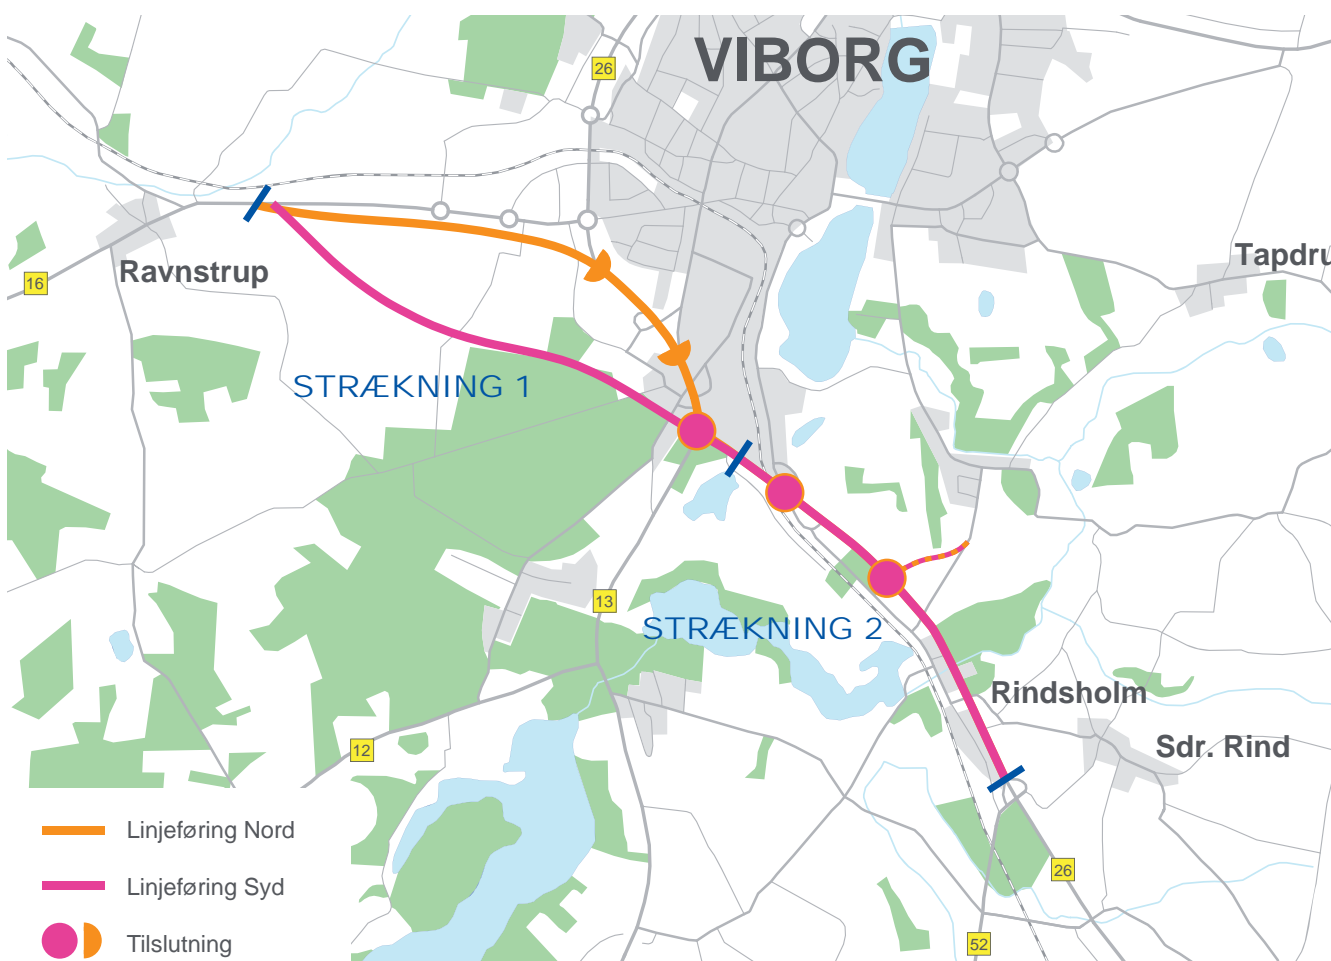 VIBORG
26
Tapdru
Ravnstrup
16
STRÆKNING 1
13
STRÆKNING 2
Rindsholm
Sdr. Rind
12
Linjeføring Nord
26
Linjeføring Syd
Tilslutning
52